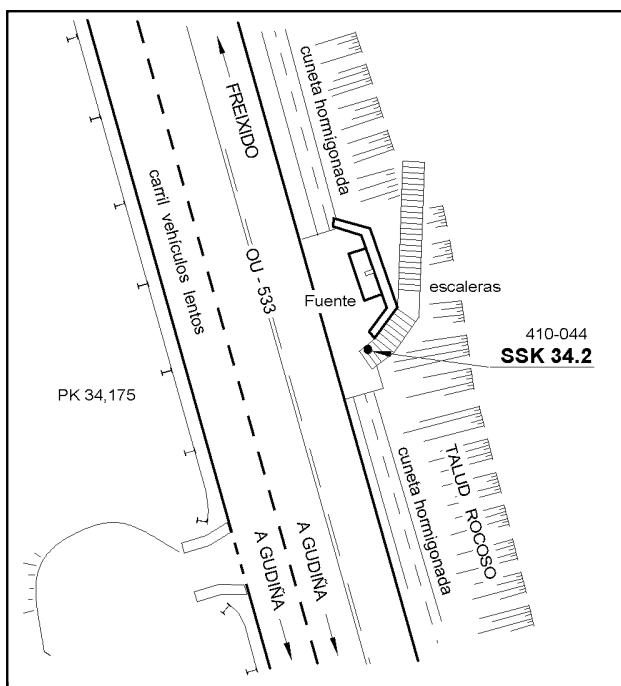 FREIXIDO
cuneta hormigonada
carril vehículos lentos
OU - 533
Fuente
escaleras
410-044
SSK 34.2
PK 34,175
cuneta hormigonada
TALUD ROCOSO
A GUDIÑA
A GUDIÑA